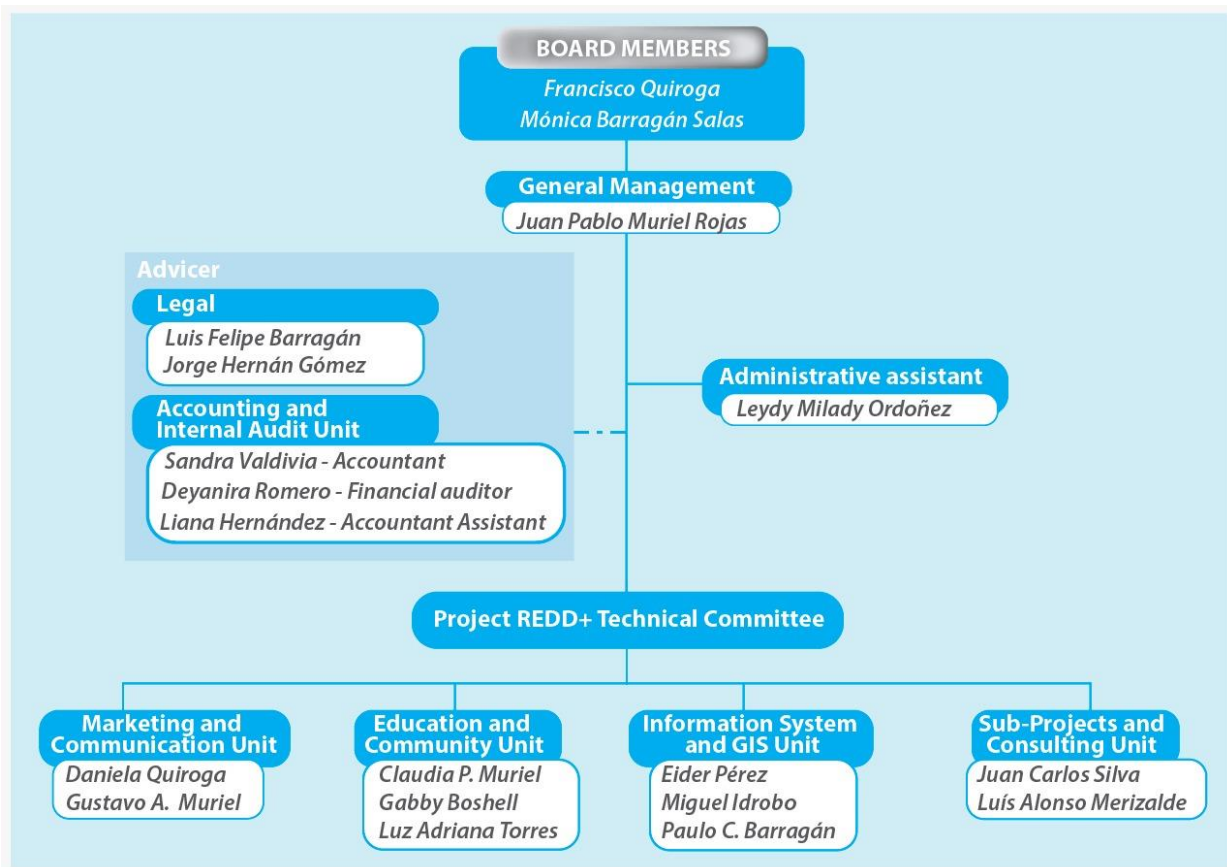 BOARD MEMBERS
Francisco Quiroga
Mónica Barragán Salas
General Management
Juan Pablo Muriel Rojas
Advicer
Legal
Luis Felipe Barragán
Jorge Hernán Gómez
Accounting and
Internal Audit Unit
Sandra Valdivia - Accountant
Deyanira Romero - Financial auditor
Liana Hernández - Accountant Assistant
Administrative assistant
Leydy Milady Ordoñez
Project REDD+ Technical Committee
Marketing and
Communication Unit
Daniela Quiroga
Gustavo A. Muriel
Education and
Community Unit
Claudia P. Muriel
Gabby Boshell
Luz Adriana Torres
Information System
and GIS Unit
Eider Pérez
Miguel Idrobo
Paulo C. Barragán
Sub-Projects and
Consulting Unit
Juan Carlos Silva
Luís Alonso Merizalde